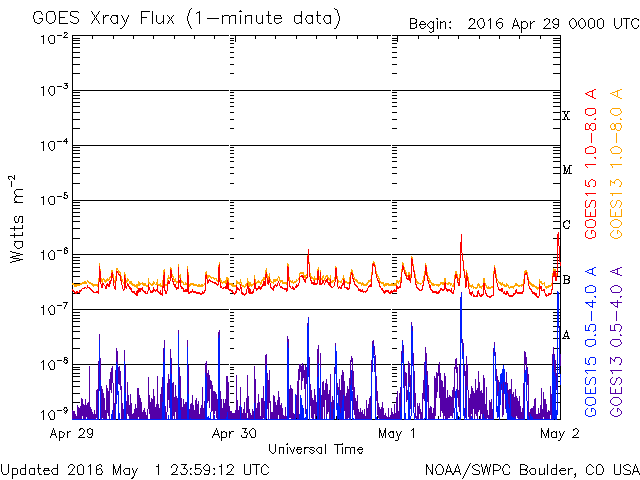 GOES Xray Flux (1-minute data)
Begin: 2016 Apr 29 0000 UTC
10-2
10-3
10-4
10-5
10-6
10-7
10-8
10-9
Watts m-2
X
M
C
B
A
GOES15 1.0-8.0 A
GOES13 1.0-8.0 A
GOES15 0.5-4.0 A
GOES13 0.5-4.0 A
Apr 29
Apr 30
May 1
May 2
Universal Time
Updated 2016 May 1 23:59:12 UTC
NOAA/SWPC Boulder, CO USA